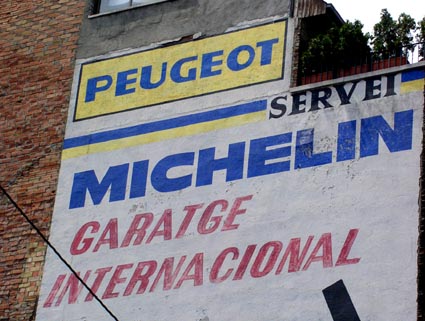 PEUGEOT
SERVEI
MICHELIN
GARATGE
INTERNACIONAL